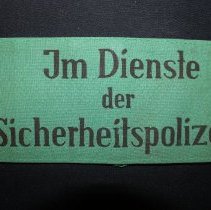 Im Dienste
der
Sicherheitspolize